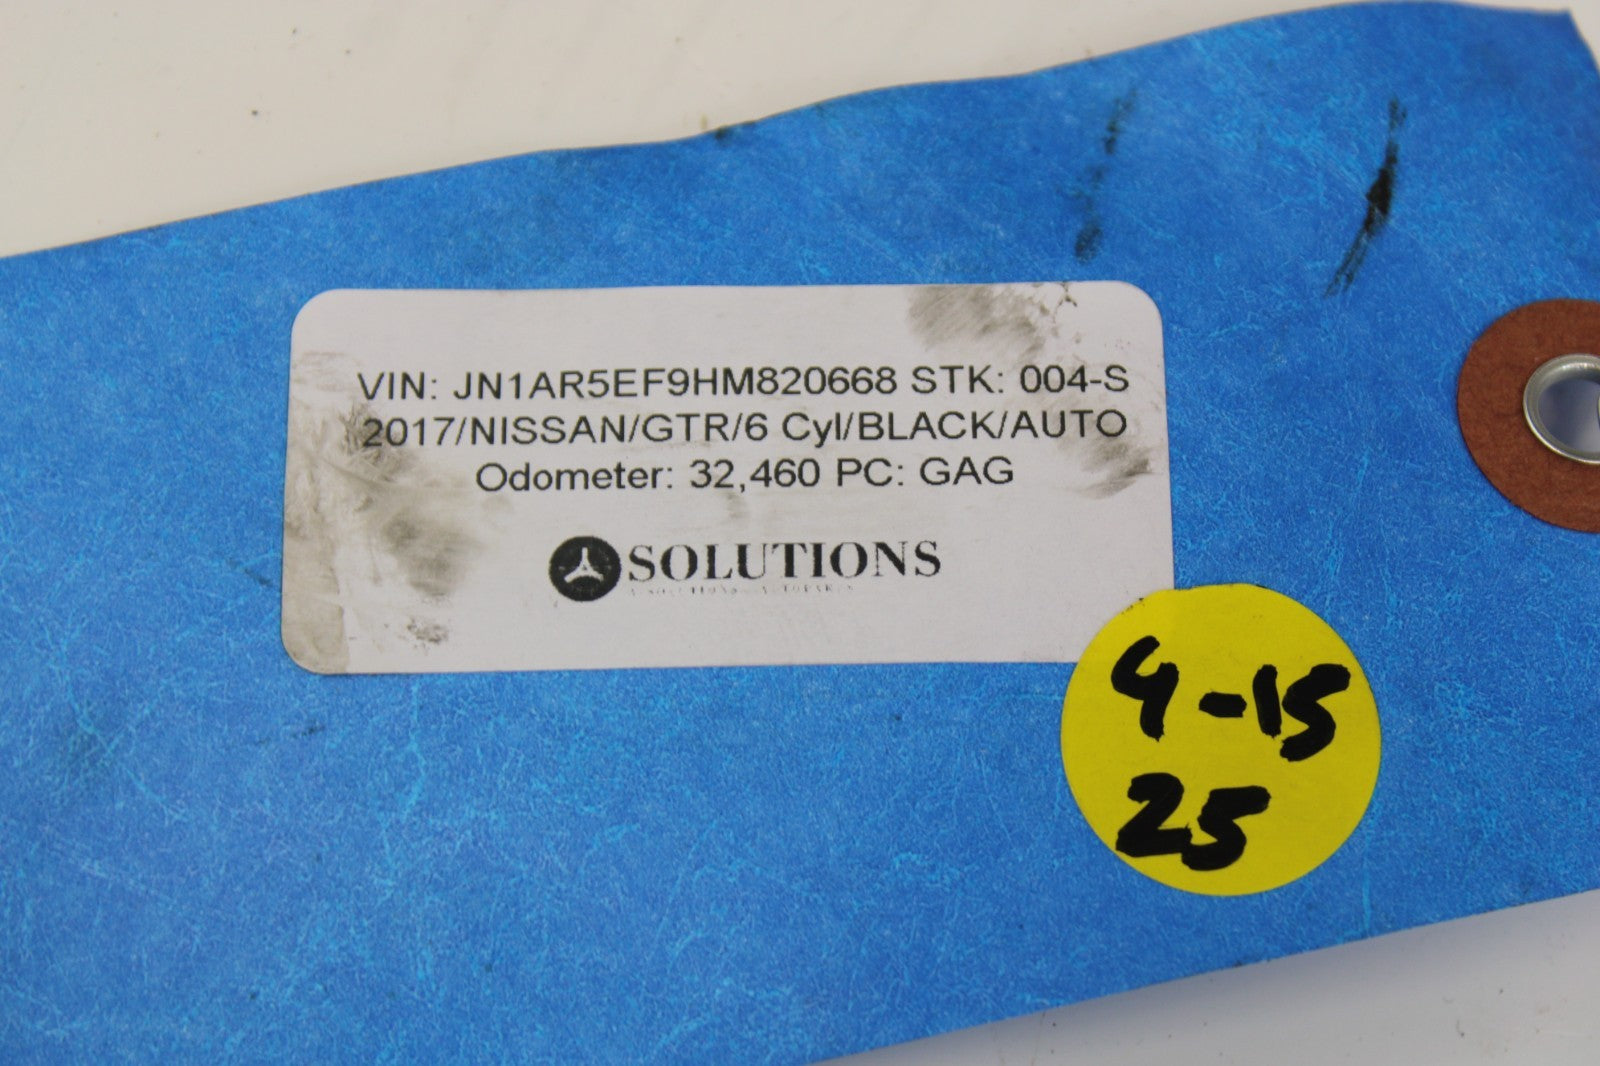 VIN: JN1AR5EF9HM820668 STK: 004-S
2017/NISSAN/GTR/6 Cyl/BLACK/AUTO
Odometer: 32,460 PC: GAG
SOLUTIONS
4-15
25